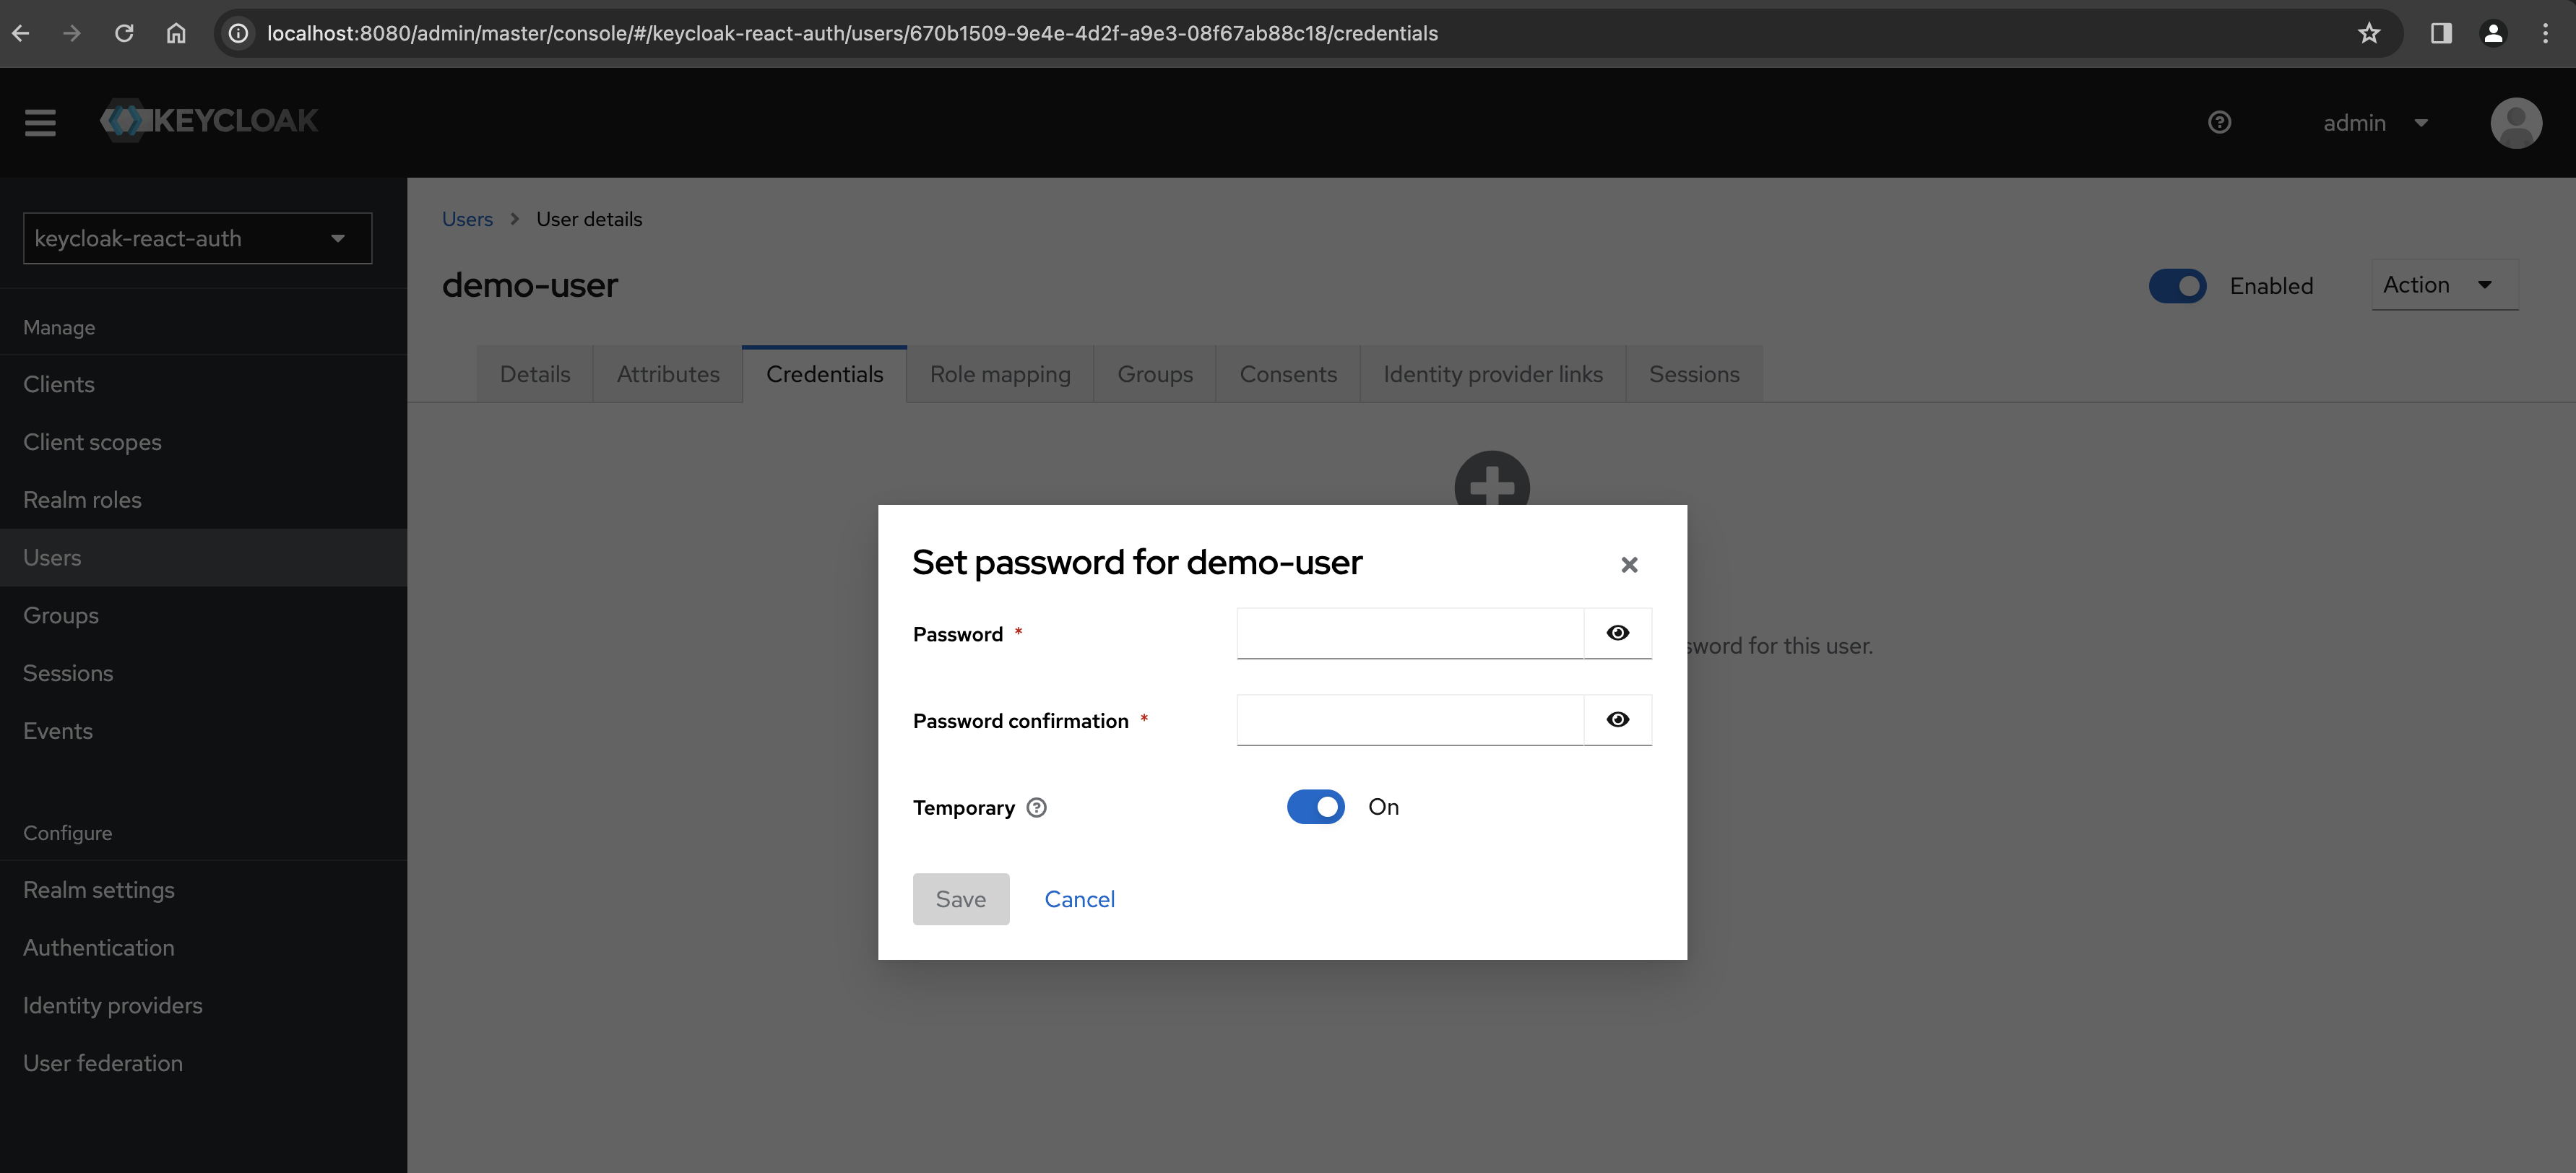 localhost:8080/admin/master/console/#/keycloak-react-auth/users/670b1509-9e4e-4d2f-a9e3-08f67ab88c18/credentials
KEYCLOAK
admin
keycloak-react-auth
Manage
Clients
Client scopes
Realm roles
Users
Groups
Sessions
Events
Configure
Realm settings
Authentication
Identity providers
User federation
Users > User details
demo-user
Enabled
Action
Details Attributes Credentials Role mapping Groups Consents Identity provider links Sessions
for this user.
Set password for demo-user
Password *
Password confirmation *
Temporary
On
Save Cancel